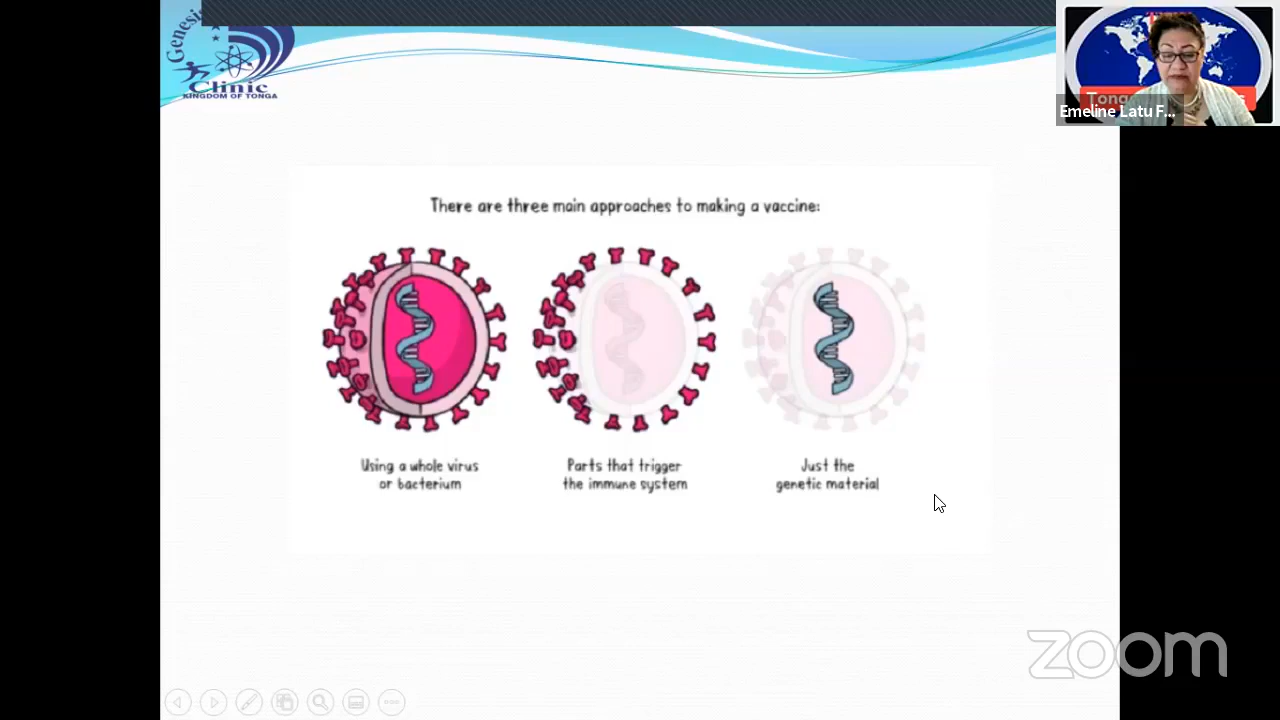 Genesis
Clinic
KINGDOM OF TONGA
Emeline Latu F...
There are three main approaches to making a vaccine:
Using a whole virus
or bacterium
Parts that trigger
the immune system
Just the
genetic material
zoom